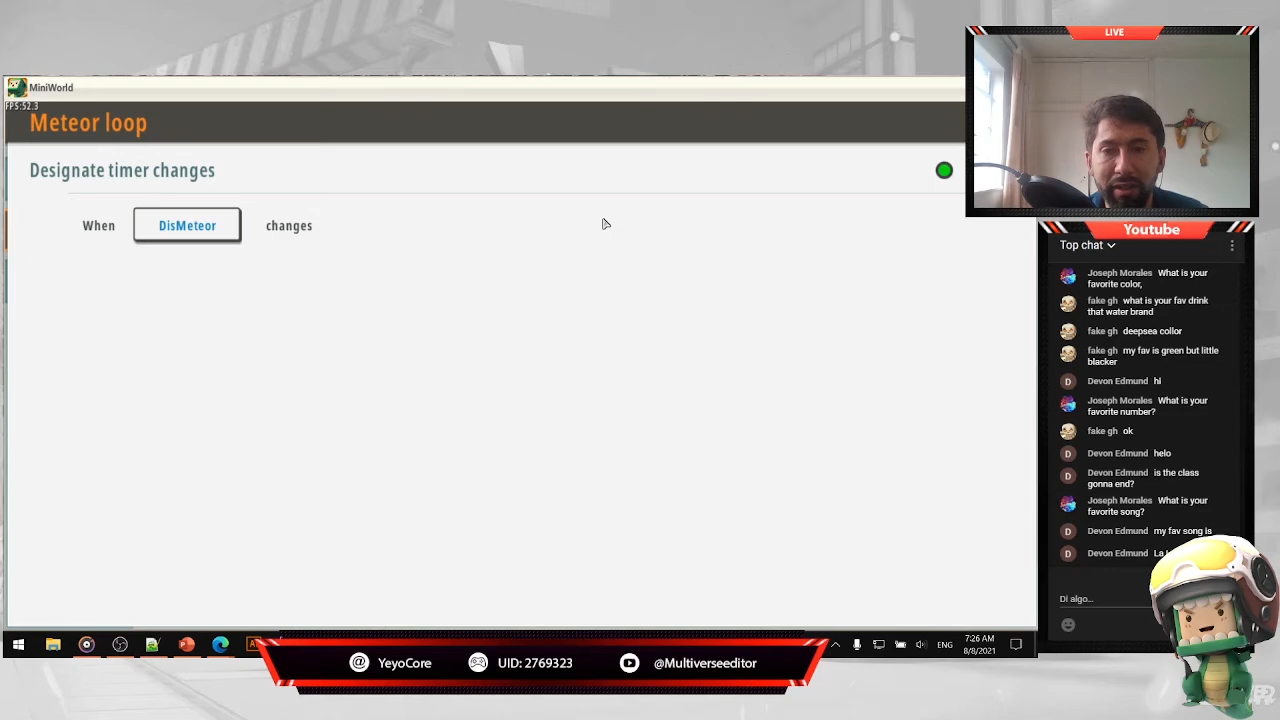 MiniWorld
FPS:52.3
Meteor loop
Designate timer changes
When DisMeteor changes
LIVE
Youtube
Top chat
Joseph Morales What is your
favorite color,
fake gh what is your fav drink
that water brand
fake gh deepsea collor
fake gh my fav is green but little
blacker
Devon Edmund hi
Joseph Morales What is your
favorite number?
fake gh ok
Devon Edmund helo
Devon Edmund is the class
gonna end?
Joseph Morales What is your
favorite song?
Devon Edmund my fav song is
Devon Edmund
Di algo...
ENG
7:26 AM
8/8/2021
YeyoCore
UID: 2769323
@Multiverseeditor